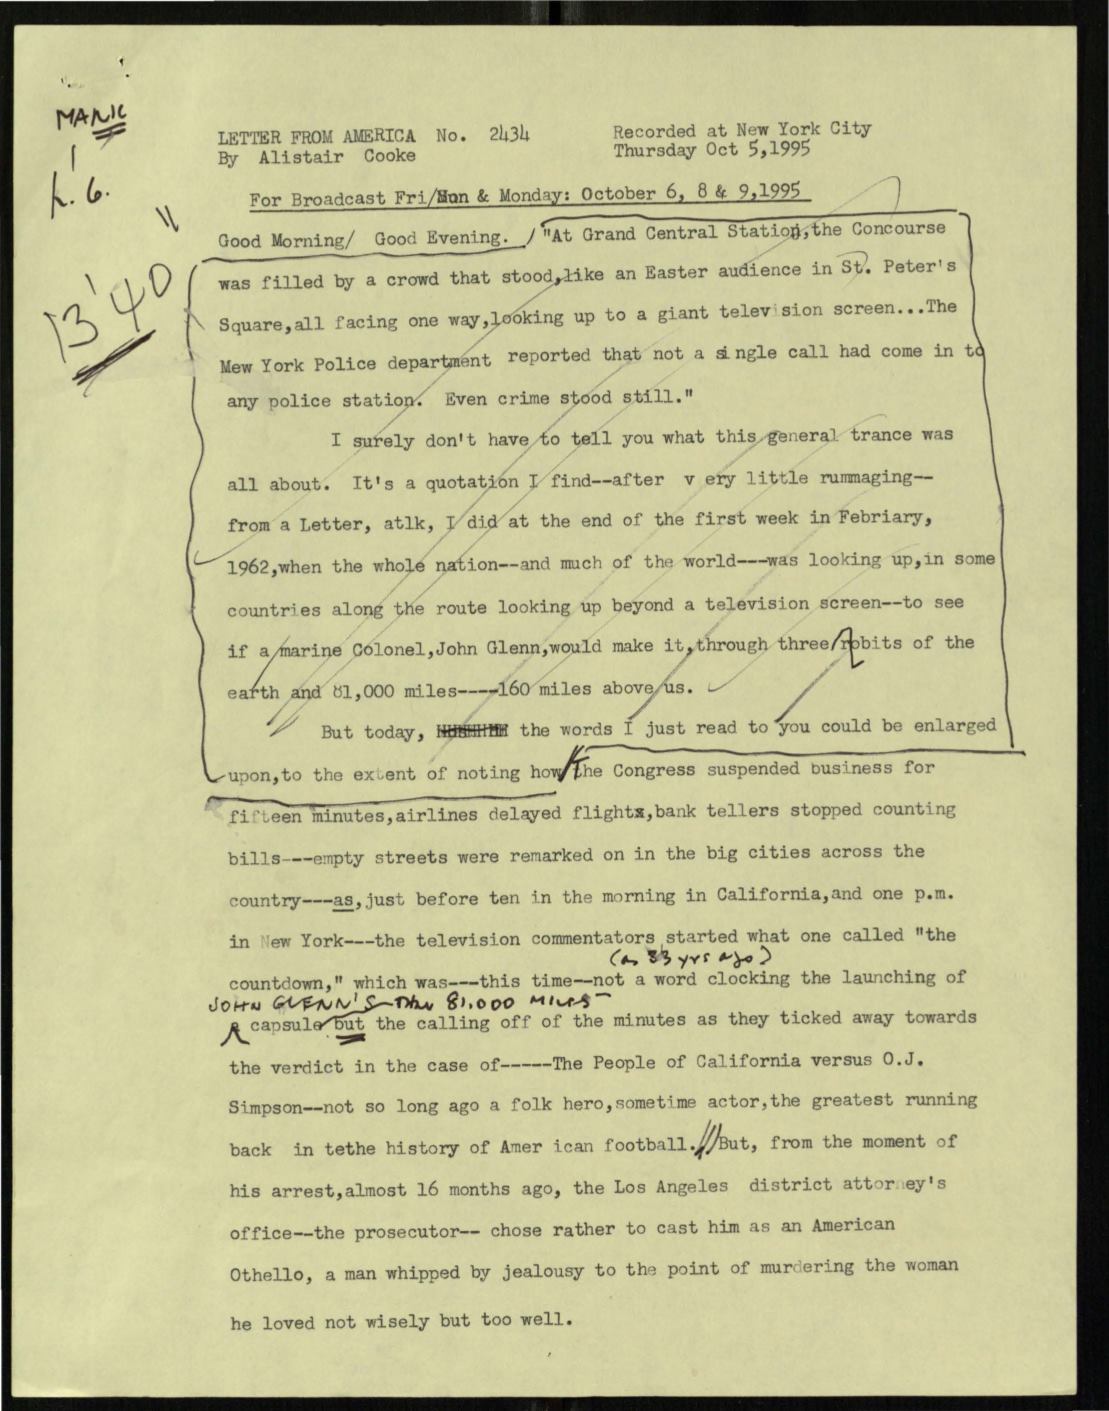 MANIC
L. 6.
13'40"
LETTER FROM AMERICA No. 2434
Recorded at New York City
By Alistair Cooke
Thursday Oct 5,1995
For Broadcast Fri/Sun & Monday: October 6, 8 & 9,1995
Good Morning/ Good Evening. / "At Grand Central Station,the Concourse
was filled by a crowd that stood,like an Easter audience in St. Peter's
Square,all facing one way,looking up to a giant television screen...The
Mew York Police department reported that not a single call had come in to
any police station. Even crime stood still."
I surely don't have to tell you what this general trance was
all about. It's a quotation I find--after v ery little rummaging--
from a Letter, atlk, I did at the end of the first week in Febriary,
1962,when the whole nation--and much of the world---was looking up,in some
countries along the route looking up beyond a television screen--to see
if a marine Colonel,John Glenn,would make it,through three robits of the
earth and 81,000 miles----160 miles above us.
But today, the words I just read to you could be enlarged
upon,to the extent of noting how the Congress suspended business for
fifteen minutes,airlines delayed flights,bank tellers stopped counting
bills---empty streets were remarked on in the big cities across the
country---as,just before ten in the morning in California,and one p.m.
in New York---the television commentators started what one called "the
(as 33 yrs ago)
countdown," which was---this time--not a word clocking the launching of
JOHN GLENN'S 81,000 MILES
a capsule but the calling off of the minutes as they ticked away towards
the verdict in the case of-----The People of California versus O.J.
Simpson--not so long ago a folk hero,sometime actor,the greatest running
back in tethe history of Amer ican football.//But, from the moment of
his arrest,almost 16 months ago, the Los Angeles district attorney's
office--the prosecutor-- chose rather to cast him as an American
Othello, a man whipped by jealousy to the point of murdering the woman
he loved not wisely but too well.